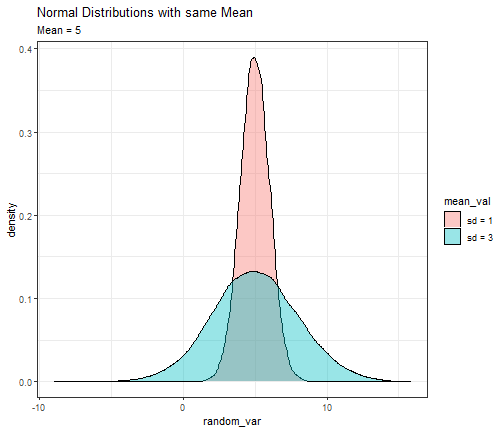 Normal Distributions with same Mean
Mean = 5
0.4
0.3
0.2
0.1
0.0
density
-10
0
10
random_var
mean_val
sd = 1
sd = 3